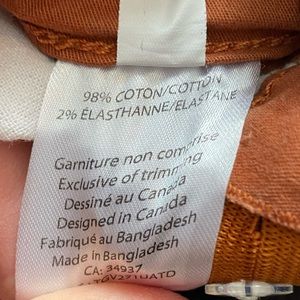 98% COTON/COTTON
2% ELASTHANNE/ELASTANE
Garniture non comprise
Exclusive of trimming
Dessiné au Canada
Designed in Canada
Fabriqué au Bangladesh
Made in Bangladesh
CA: 34937